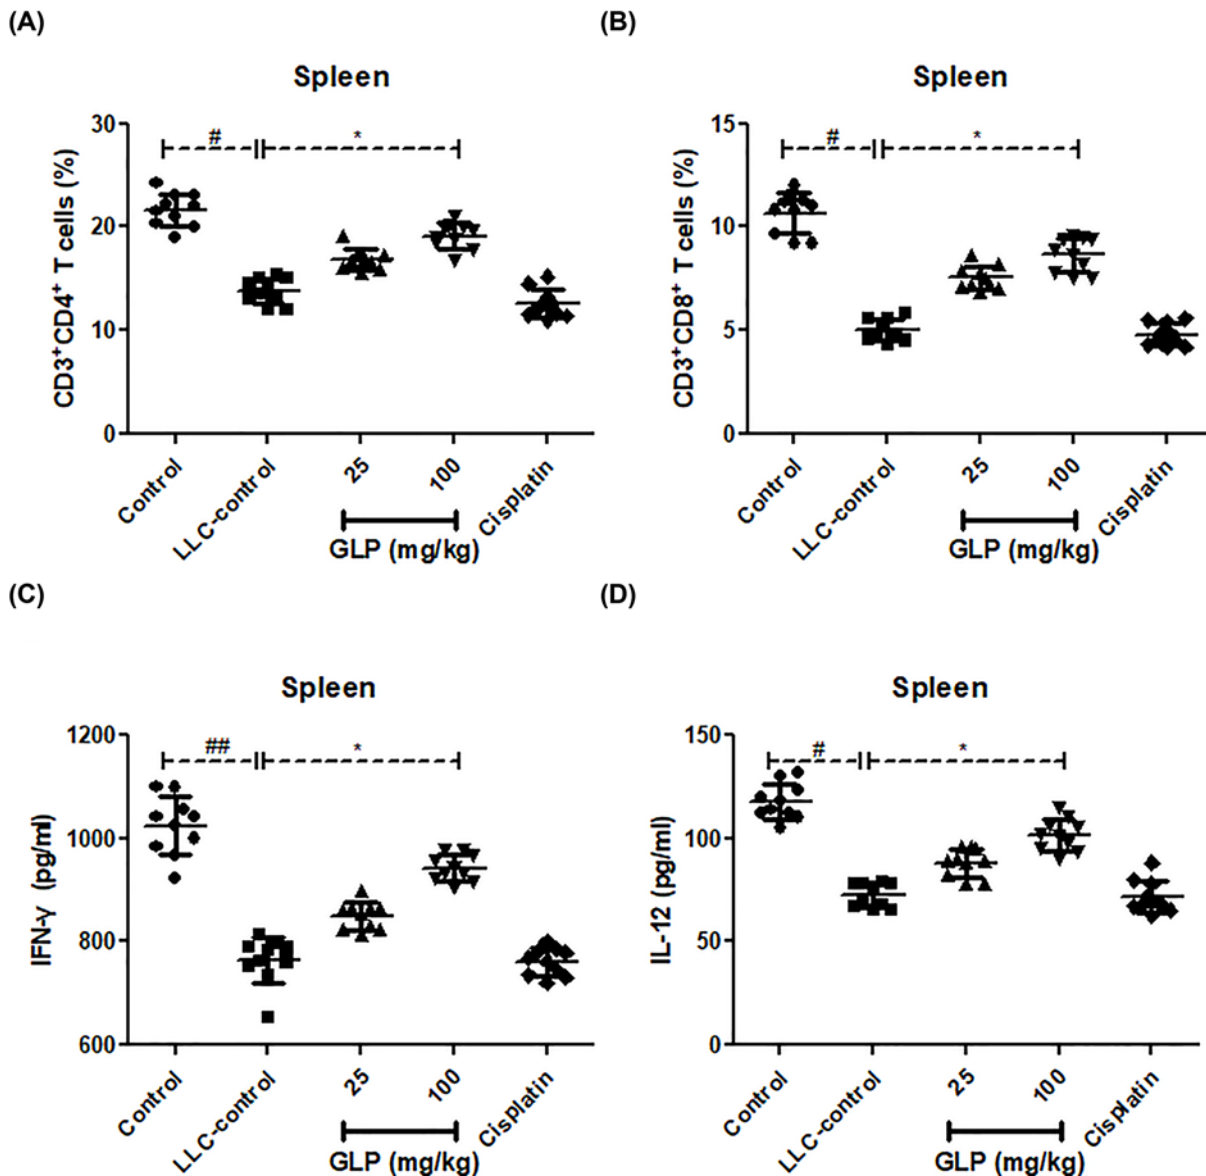 (A)
Spleen
CD3⁺CD4⁺ T cells (%)
30
20
10
0
#
*
Control
LLC-control
25
100
Cisplatin
GLP (mg/kg)
(B)
Spleen
CD3⁺CD8⁺ T cells (%)
15
10
5
0
#
*
Control
LLC-control
25
100
Cisplatin
GLP (mg/kg)
(C)
Spleen
IFN-γ (pg/ml)
1200
1000
800
600
##
*
Control
LLC-control
25
100
Cisplatin
GLP (mg/kg)
(D)
Spleen
IL-12 (pg/ml)
150
100
50
0
#
*
Control
LLC-control
25
100
Cisplatin
GLP (mg/kg)